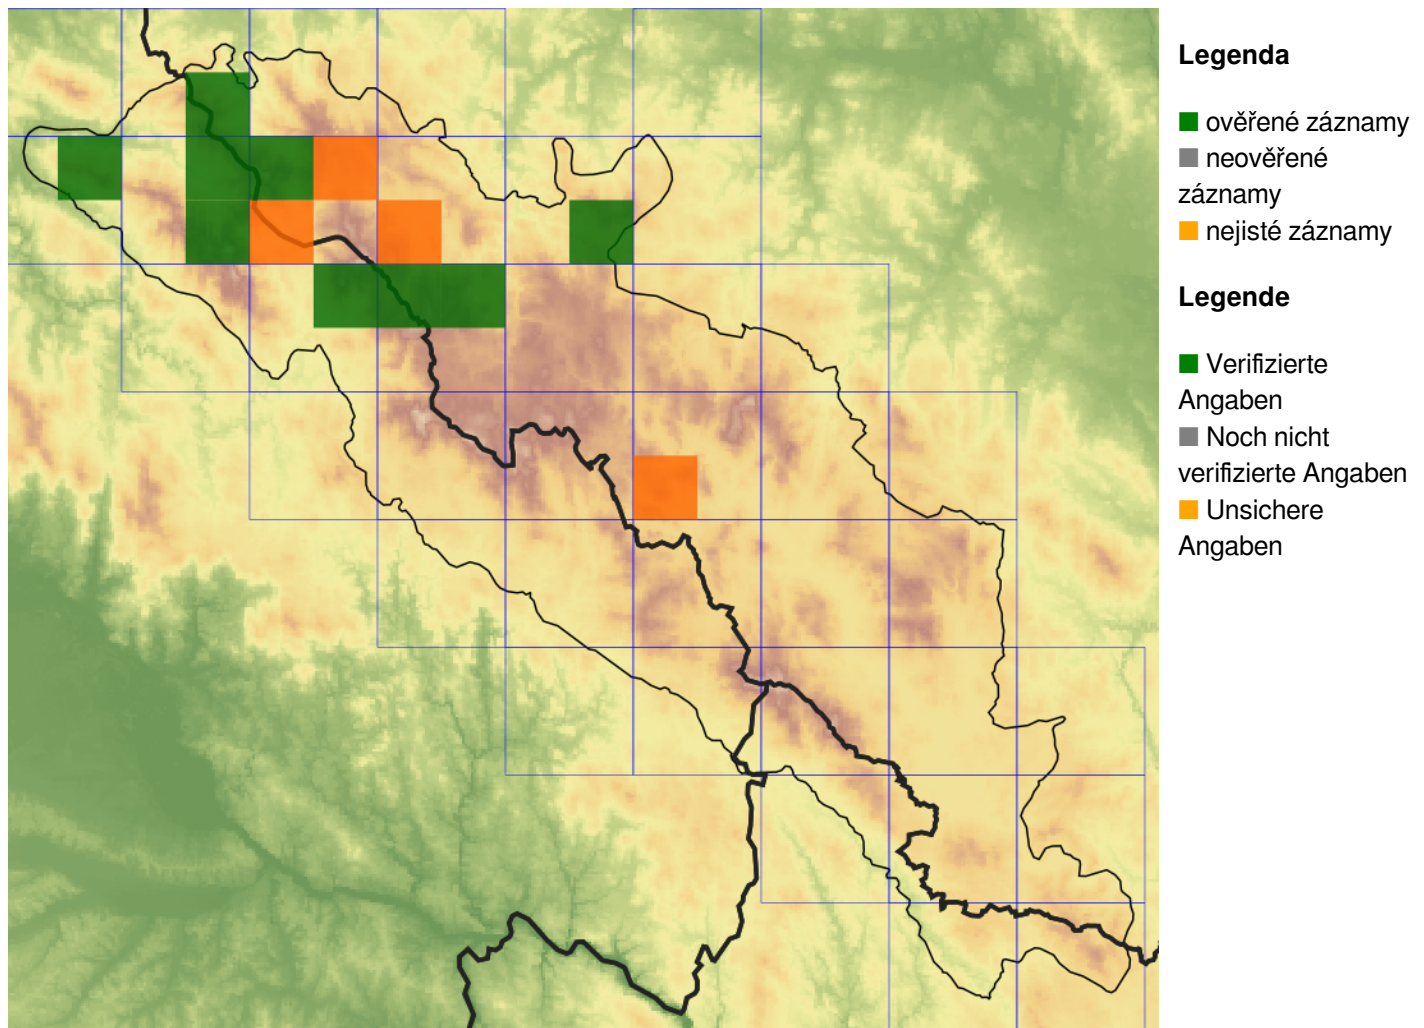 Legenda
ověřené záznamy
neověřené
záznamy
nejisté záznamy
Legende
Verifizierte
Angaben
Noch nicht
verifizierte Angaben
Unsichere
Angaben